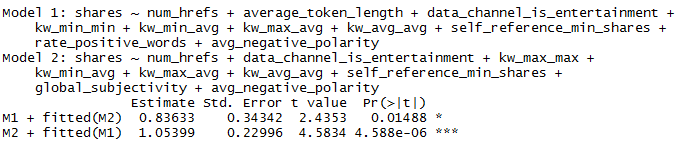 Model 1: shares ~ num_hrefs + average_token_length + data_channel_is_entertainment +
kw_min_min + kw_min_avg + kw_max_avg + kw_avg_avg + self_reference_min_shares +
rate_positive_words + avg_negative_polarity
Model 2: shares ~ num_hrefs + data_channel_is_entertainment + kw_max_max +
kw_min_avg + kw_max_avg + kw_avg_avg + self_reference_min_shares +
global_subjectivity + avg_negative_polarity
Estimate Std. Error t value Pr(>|t|)
M1 + fitted(M2) 0.83633 0.34342 2.4353 0.01488 *
M2 + fitted(M1) 1.05399 0.22996 4.5834 4.588e-06 ***